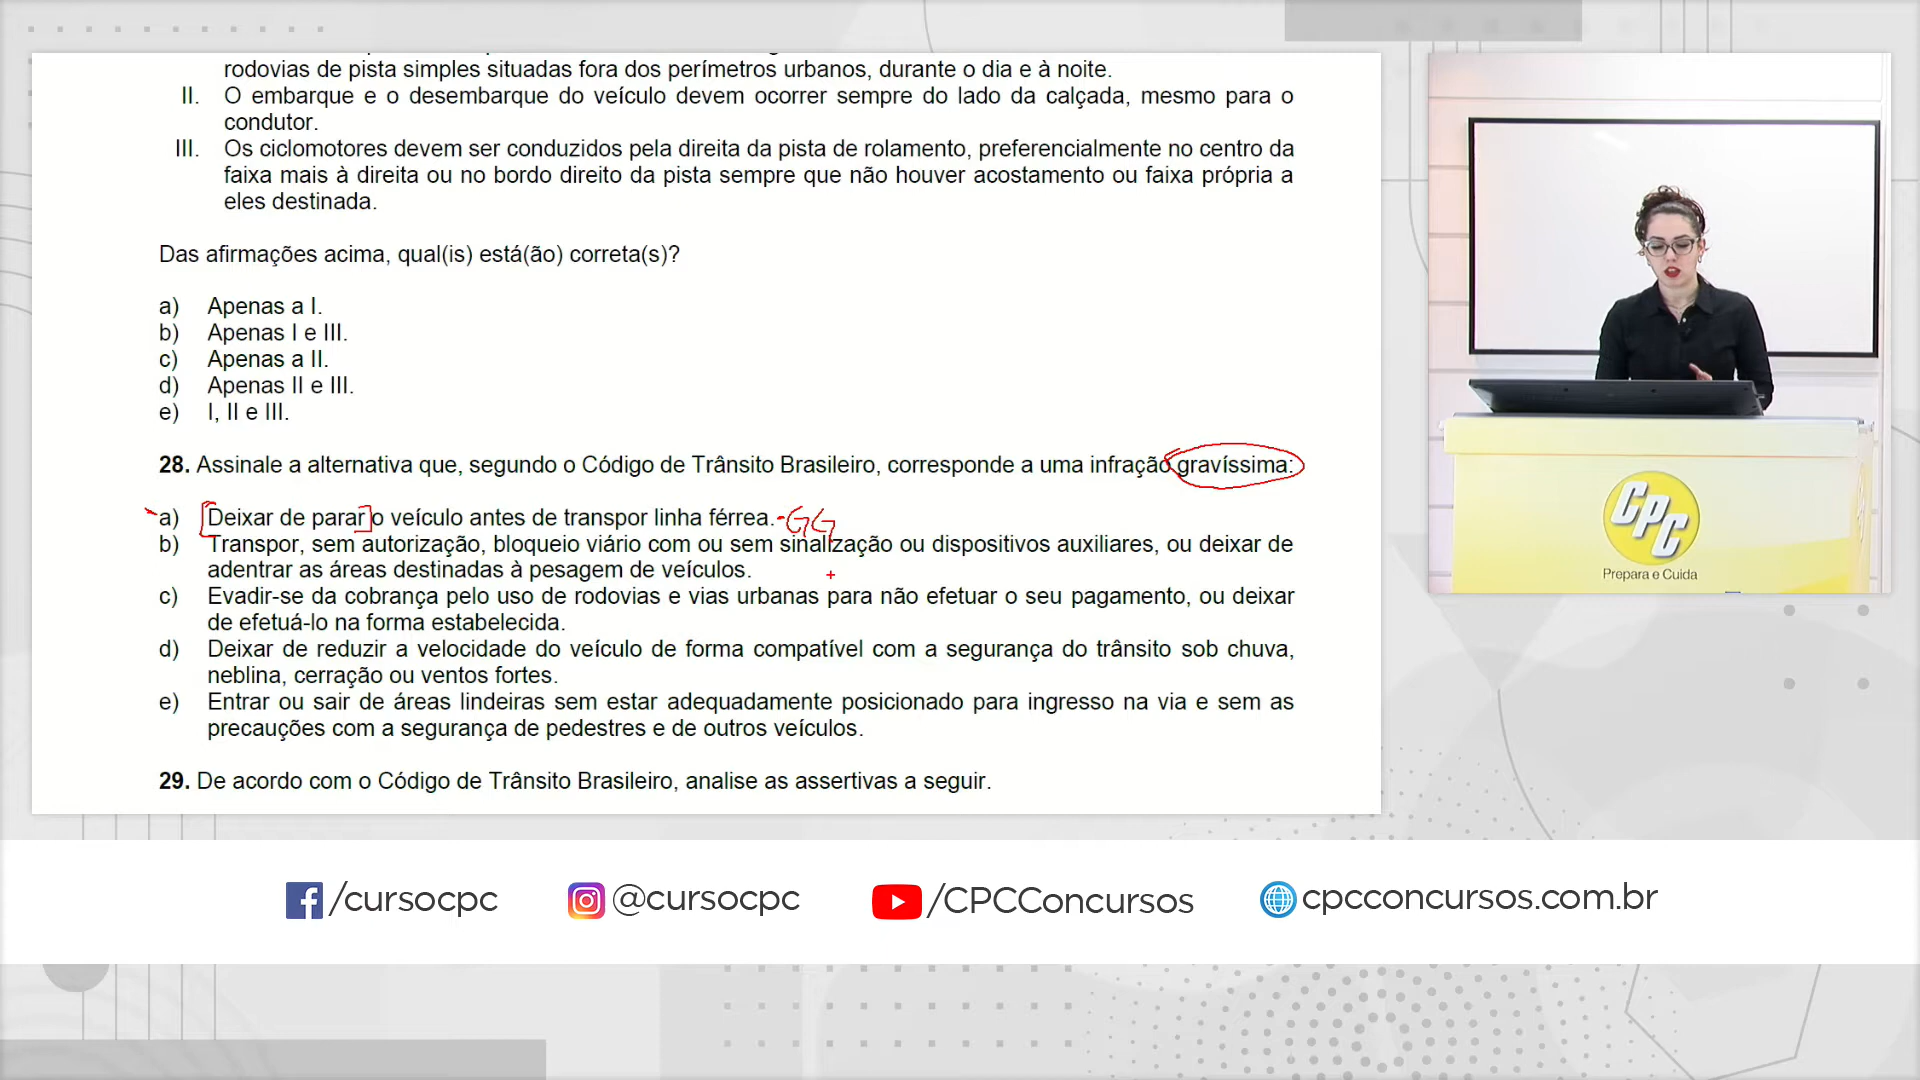 rodovias de pista simples situadas fora dos perímetros urbanos, durante o dia e à noite.
II. O embarque e o desembarque do veículo devem ocorrer sempre do lado da calçada, mesmo para o
condutor.
III. Os ciclomotores devem ser conduzidos pela direita da pista de rolamento, preferencialmente no centro da
faixa mais à direita ou no bordo direito da pista sempre que não houver acostamento ou faixa própria a
eles destinada.
Das afirmações acima, qual(is) está(ão) correta(s)?
a) Apenas a I.
b) Apenas I e III.
c) Apenas a II.
d) Apenas II e III.
e) I, II e III.
28. Assinale a alternativa que, segundo o Código de Trânsito Brasileiro, corresponde a uma infração gravíssima:
a) Deixar de parar o veículo antes de transpor linha férrea. - GG
b) Transpor, sem autorização, bloqueio viário com ou sem sinalização ou dispositivos auxiliares, ou deixar de
adentrar as áreas destinadas à pesagem de veículos.
c) Evadir-se da cobrança pelo uso de rodovias e vias urbanas para não efetuar o seu pagamento, ou deixar
de efetuá-lo na forma estabelecida.
d) Deixar de reduzir a velocidade do veículo de forma compatível com a segurança do trânsito sob chuva,
neblina, cerração ou ventos fortes.
e) Entrar ou sair de áreas lindeiras sem estar adequadamente posicionado para ingresso na via e sem as
precauções com a segurança de pedestres e de outros veículos.
29. De acordo com o Código de Trânsito Brasileiro, analise as assertivas a seguir.
CPC
Prepara e Cuida
/cursocpc
@cursocpc
/CPCConcursos
cpcconcursos.com.br